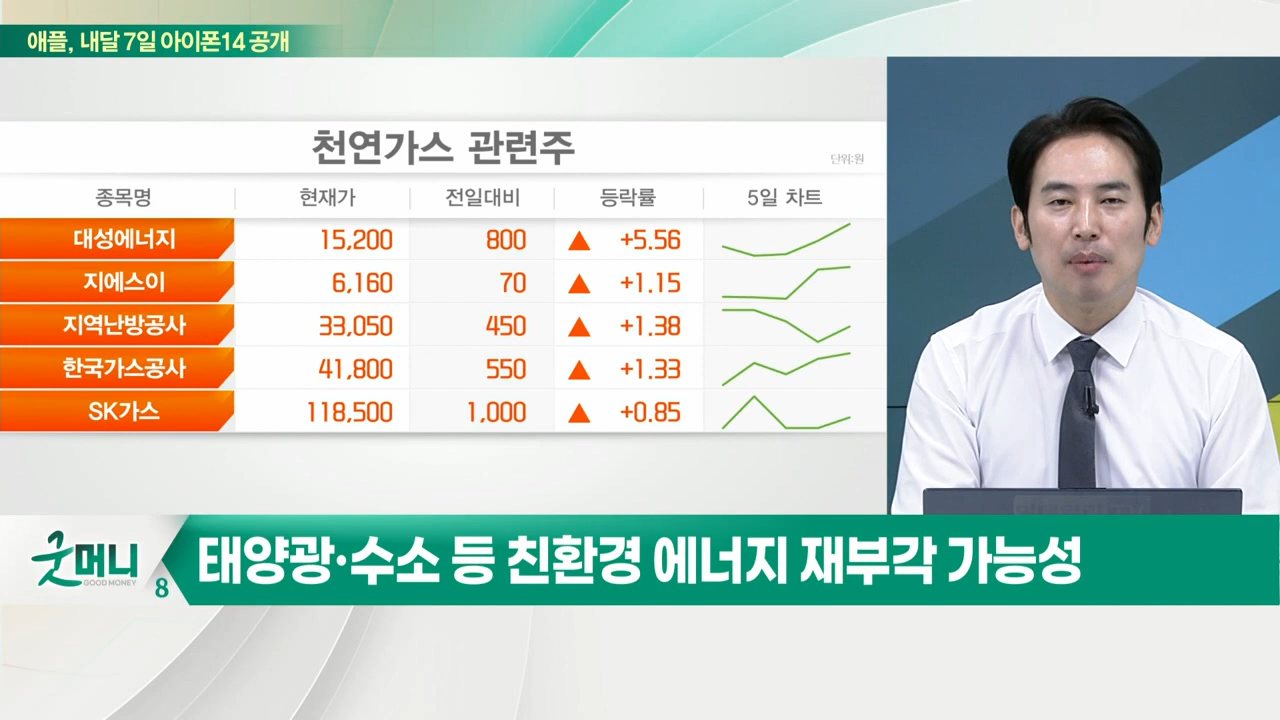 애플, 내달 7일 아이폰14 공개
천연가스 관련주
단위:원
종목명 현재가 전일대비 등락률 5일 차트
대성에너지 15,200 800 ▲ +5.56
지에스이 6,160 70 ▲ +1.15
지역난방공사 33,050 450 ▲ +1.38
한국가스공사 41,800 550 ▲ +1.33
SK가스 118,500 1,000 ▲ +0.85
굿머니
GOOD MONEY
8
태양광·수소 등 친환경 에너지 재부각 가능성